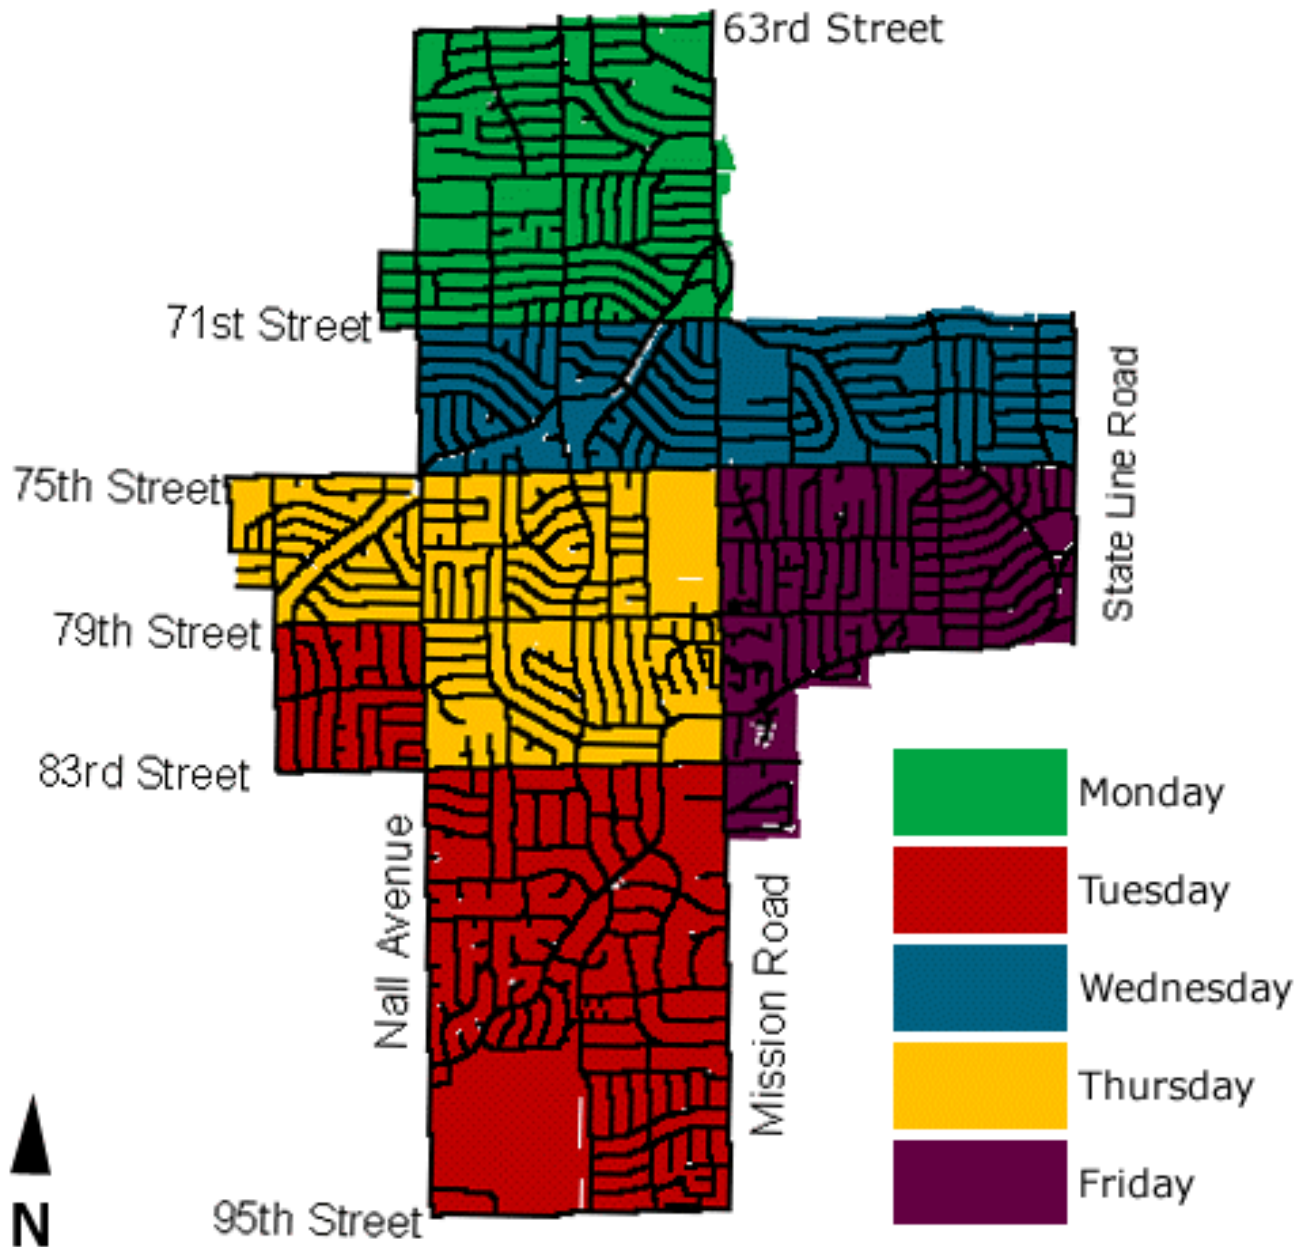 63rd Street
71st Street
State Line Road
75th Street
79th Street
83rd Street
Nall Avenue
Mission Road
Monday
Tuesday
Wednesday
Thursday
Friday
N
95th Street